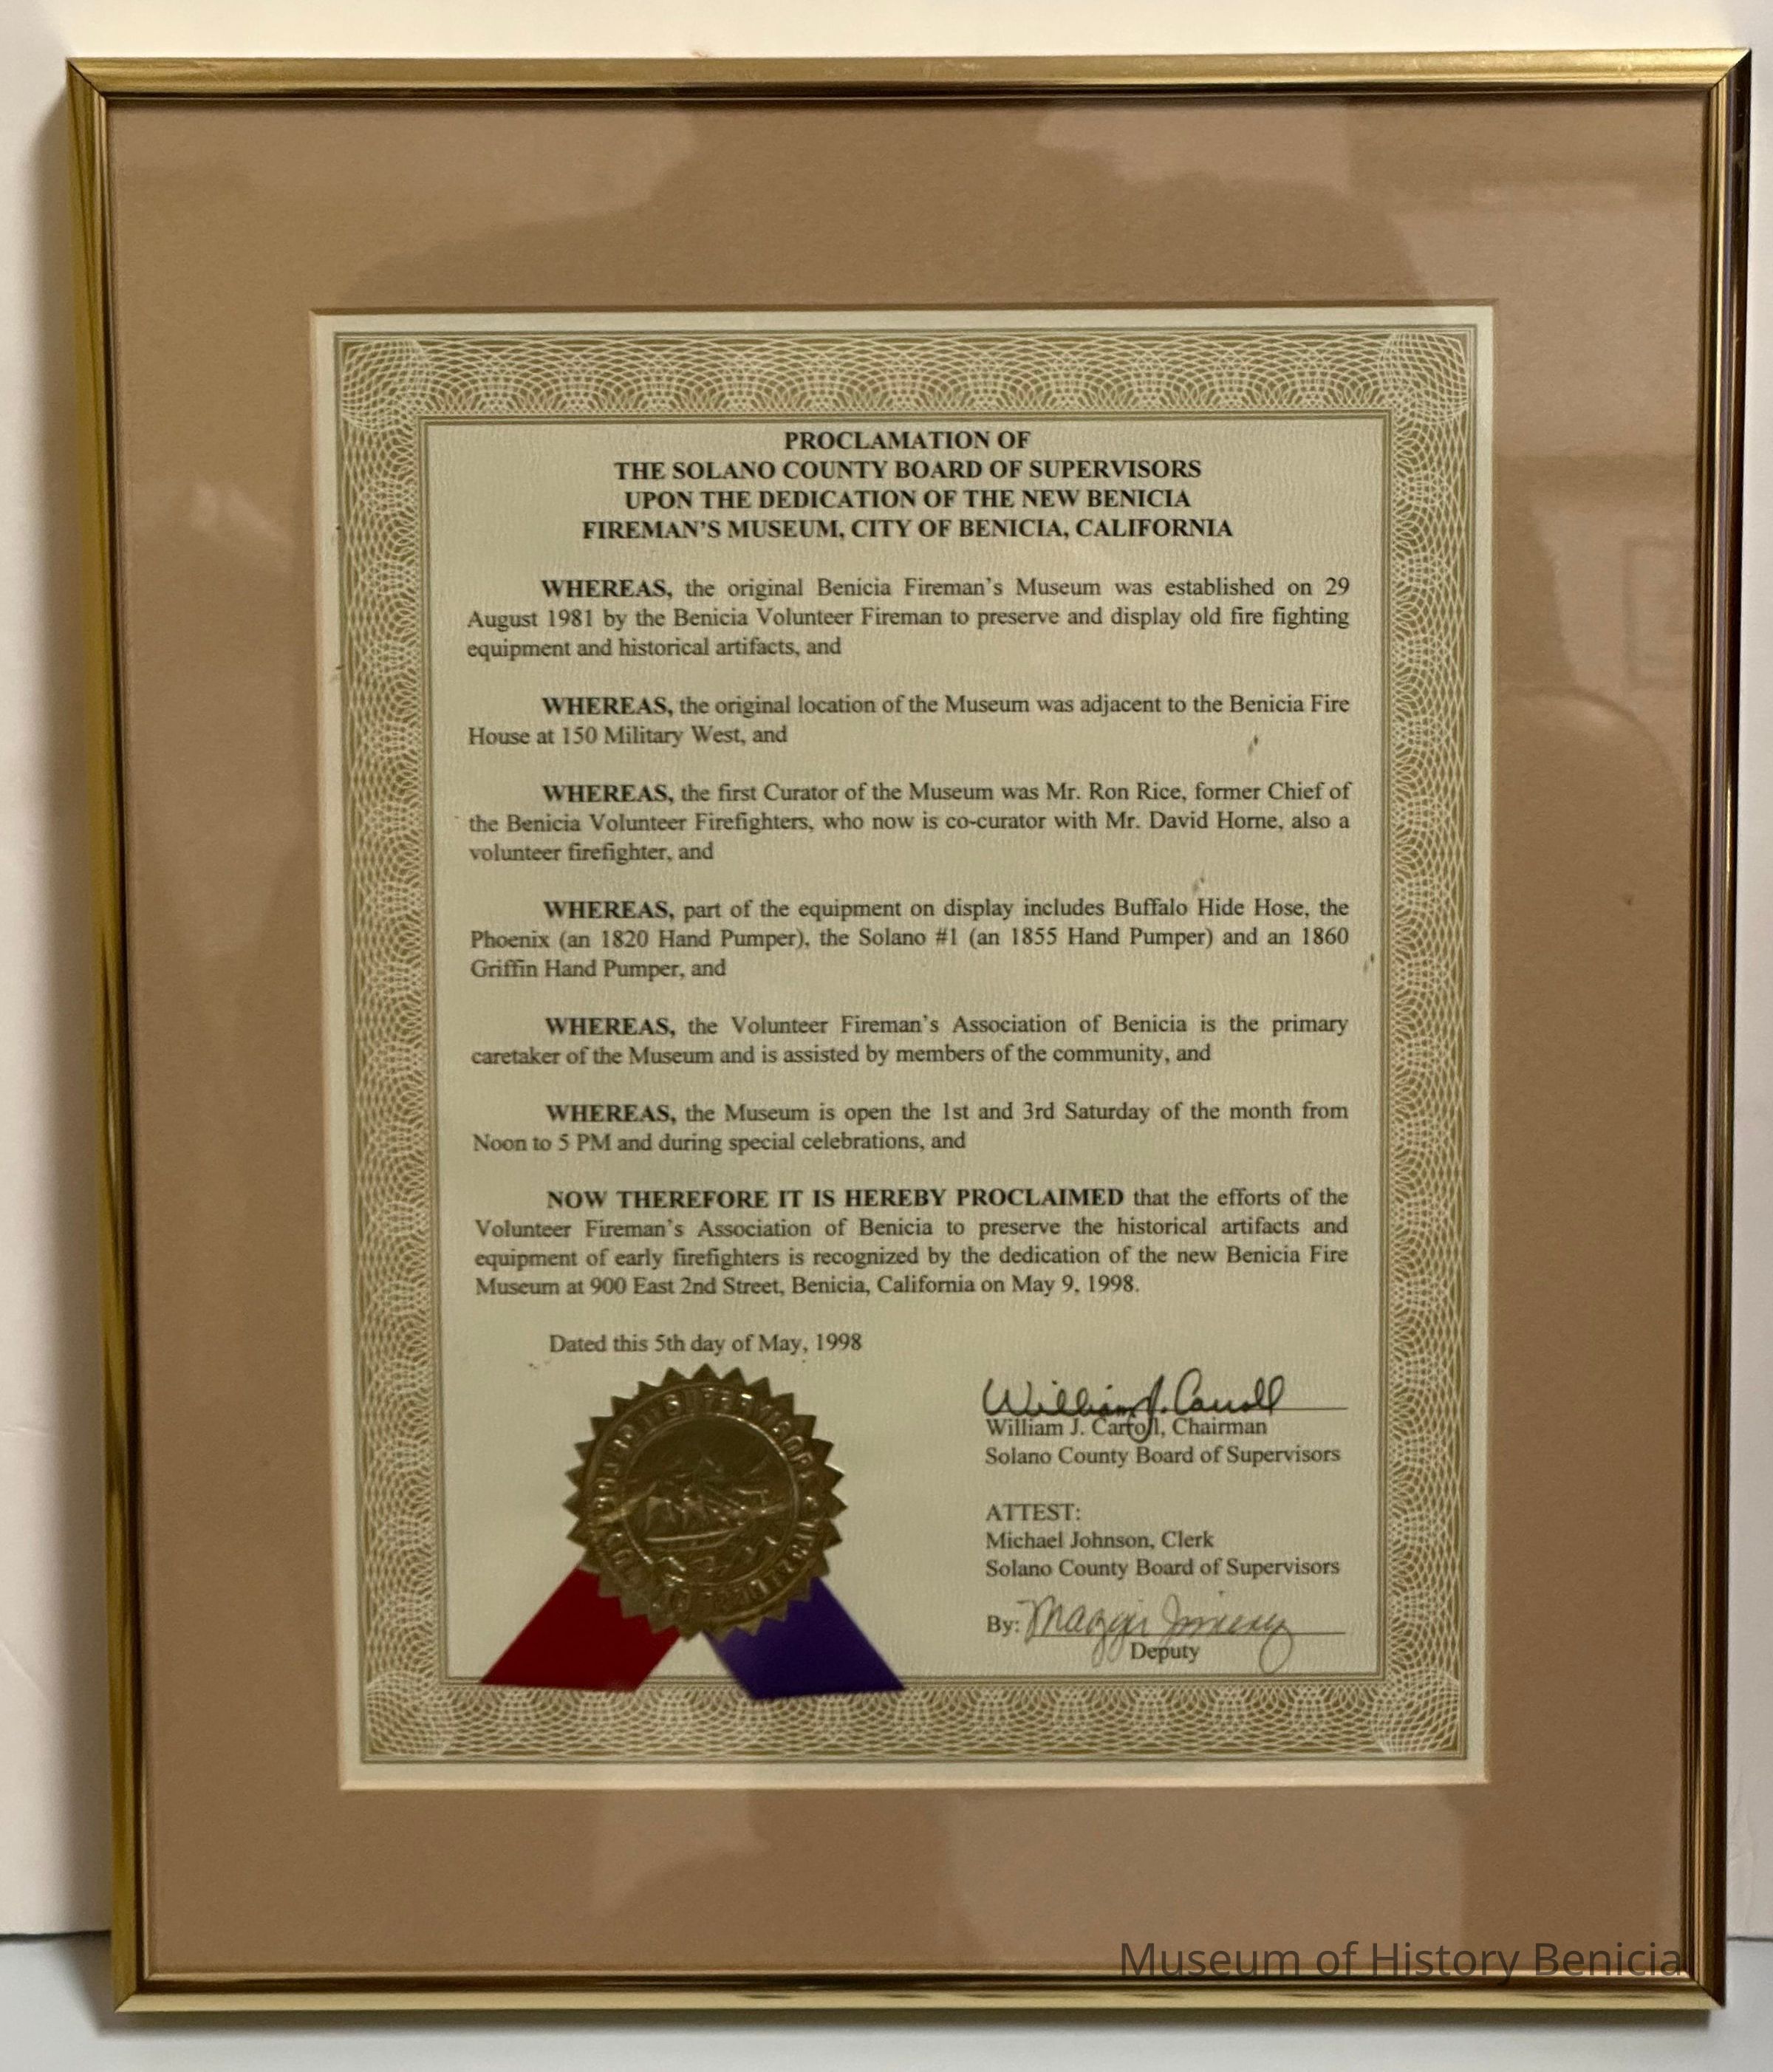 PROCLAMATION OF
THE SOLANO COUNTY BOARD OF SUPERVISORS
UPON THE DEDICATION OF THE NEW BENICIA
FIREMAN'S MUSEUM, CITY OF BENICIA, CALIFORNIA
WHEREAS, the original Benicia Fireman's Museum was established on 29
August 1981 by the Benicia Volunteer Fireman to preserve and display old fire fighting
equipment and historical artifacts, and
WHEREAS, the original location of the Museum was adjacent to the Benicia Fire
House at 150 Military West, and
WHEREAS, the first Curator of the Museum was Mr. Ron Rice, former Chief of
the Benicia Volunteer Firefighters, who now is co-curator with Mr. David Horne, also a
volunteer firefighter, and
WHEREAS, part of the equipment on display includes Buffalo Hide Hose, the
Phoenix (an 1820 Hand Pumper), the Solano #1 (an 1855 Hand Pumper) and an 1860
Griffin Hand Pumper, and
WHEREAS, the Volunteer Fireman's Association of Benicia is the primary
caretaker of the Museum and is assisted by members of the community, and
WHEREAS, the Museum is open the 1st and 3rd Saturday of the month from
Noon to 5 PM and during special celebrations, and
NOW THEREFORE IT IS HEREBY PROCLAIMED that the efforts of the
Volunteer Fireman's Association of Benicia to preserve the historical artifacts and
equipment of early firefighters is recognized by the dedication of the new Benicia Fire
Museum at 900 East 2nd Street, Benicia, California on May 9, 1998.
Dated this 5th day of May, 1998
William J. Carroll
William J. Carroll, Chairman
Solano County Board of Supervisors
ATTEST:
Michael Johnson, Clerk
Solano County Board of Supervisors
By:
Deputy
Museum of History Benicia